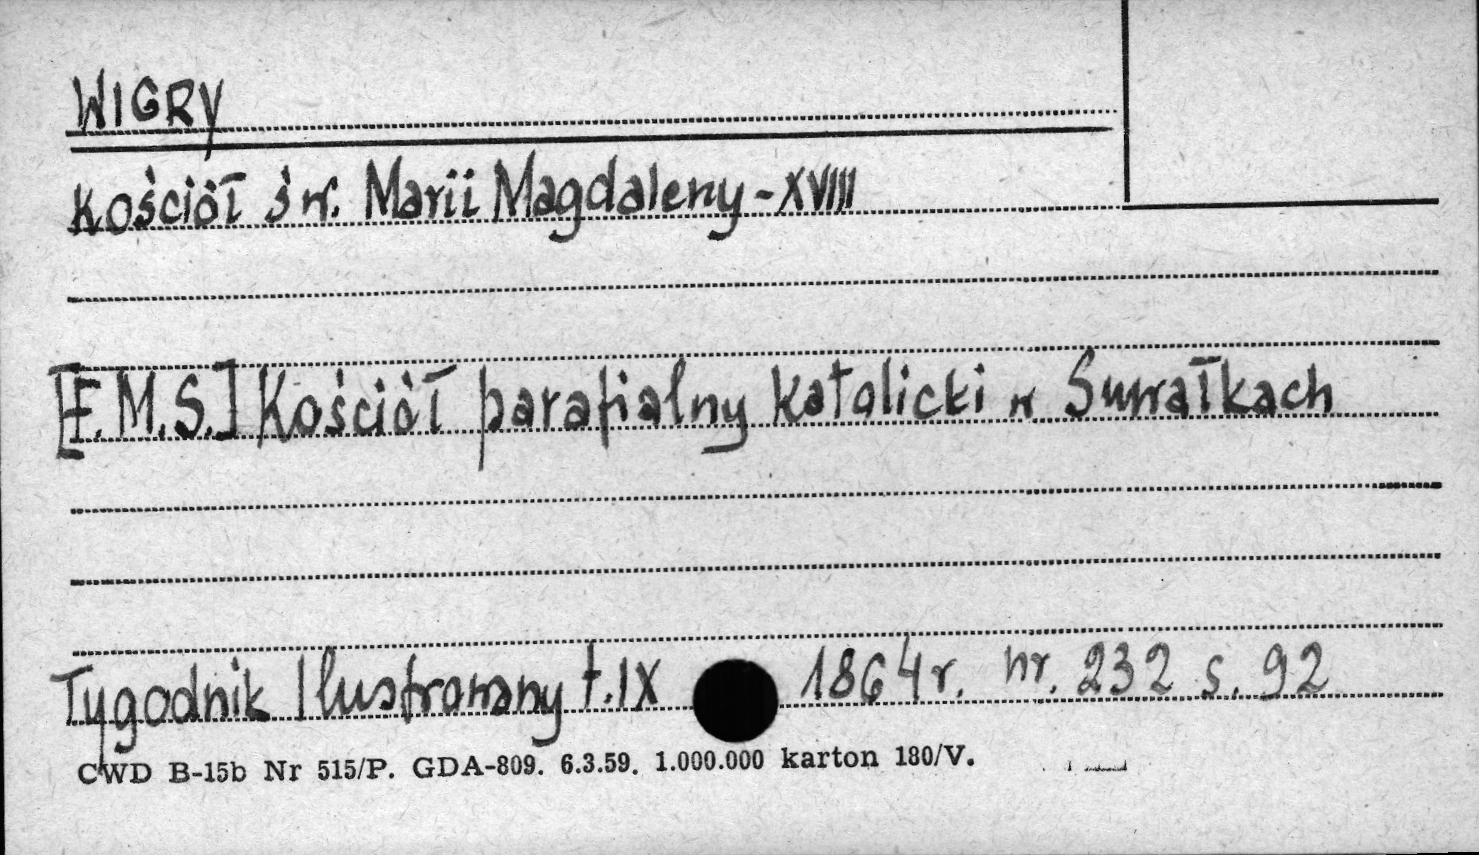 WIGRY
Kościół św. Marii Magdaleny - XVIII
[F.M.S.] Kościół parafialny katolicki w Suwałkach
Tygodnik Ilustrowany t. IX 1864 r. nr. 232 s. 92
CWD B-15b Nr 515/P. GDA-809. 6.3.59. 1.000.000 karton 180/V.